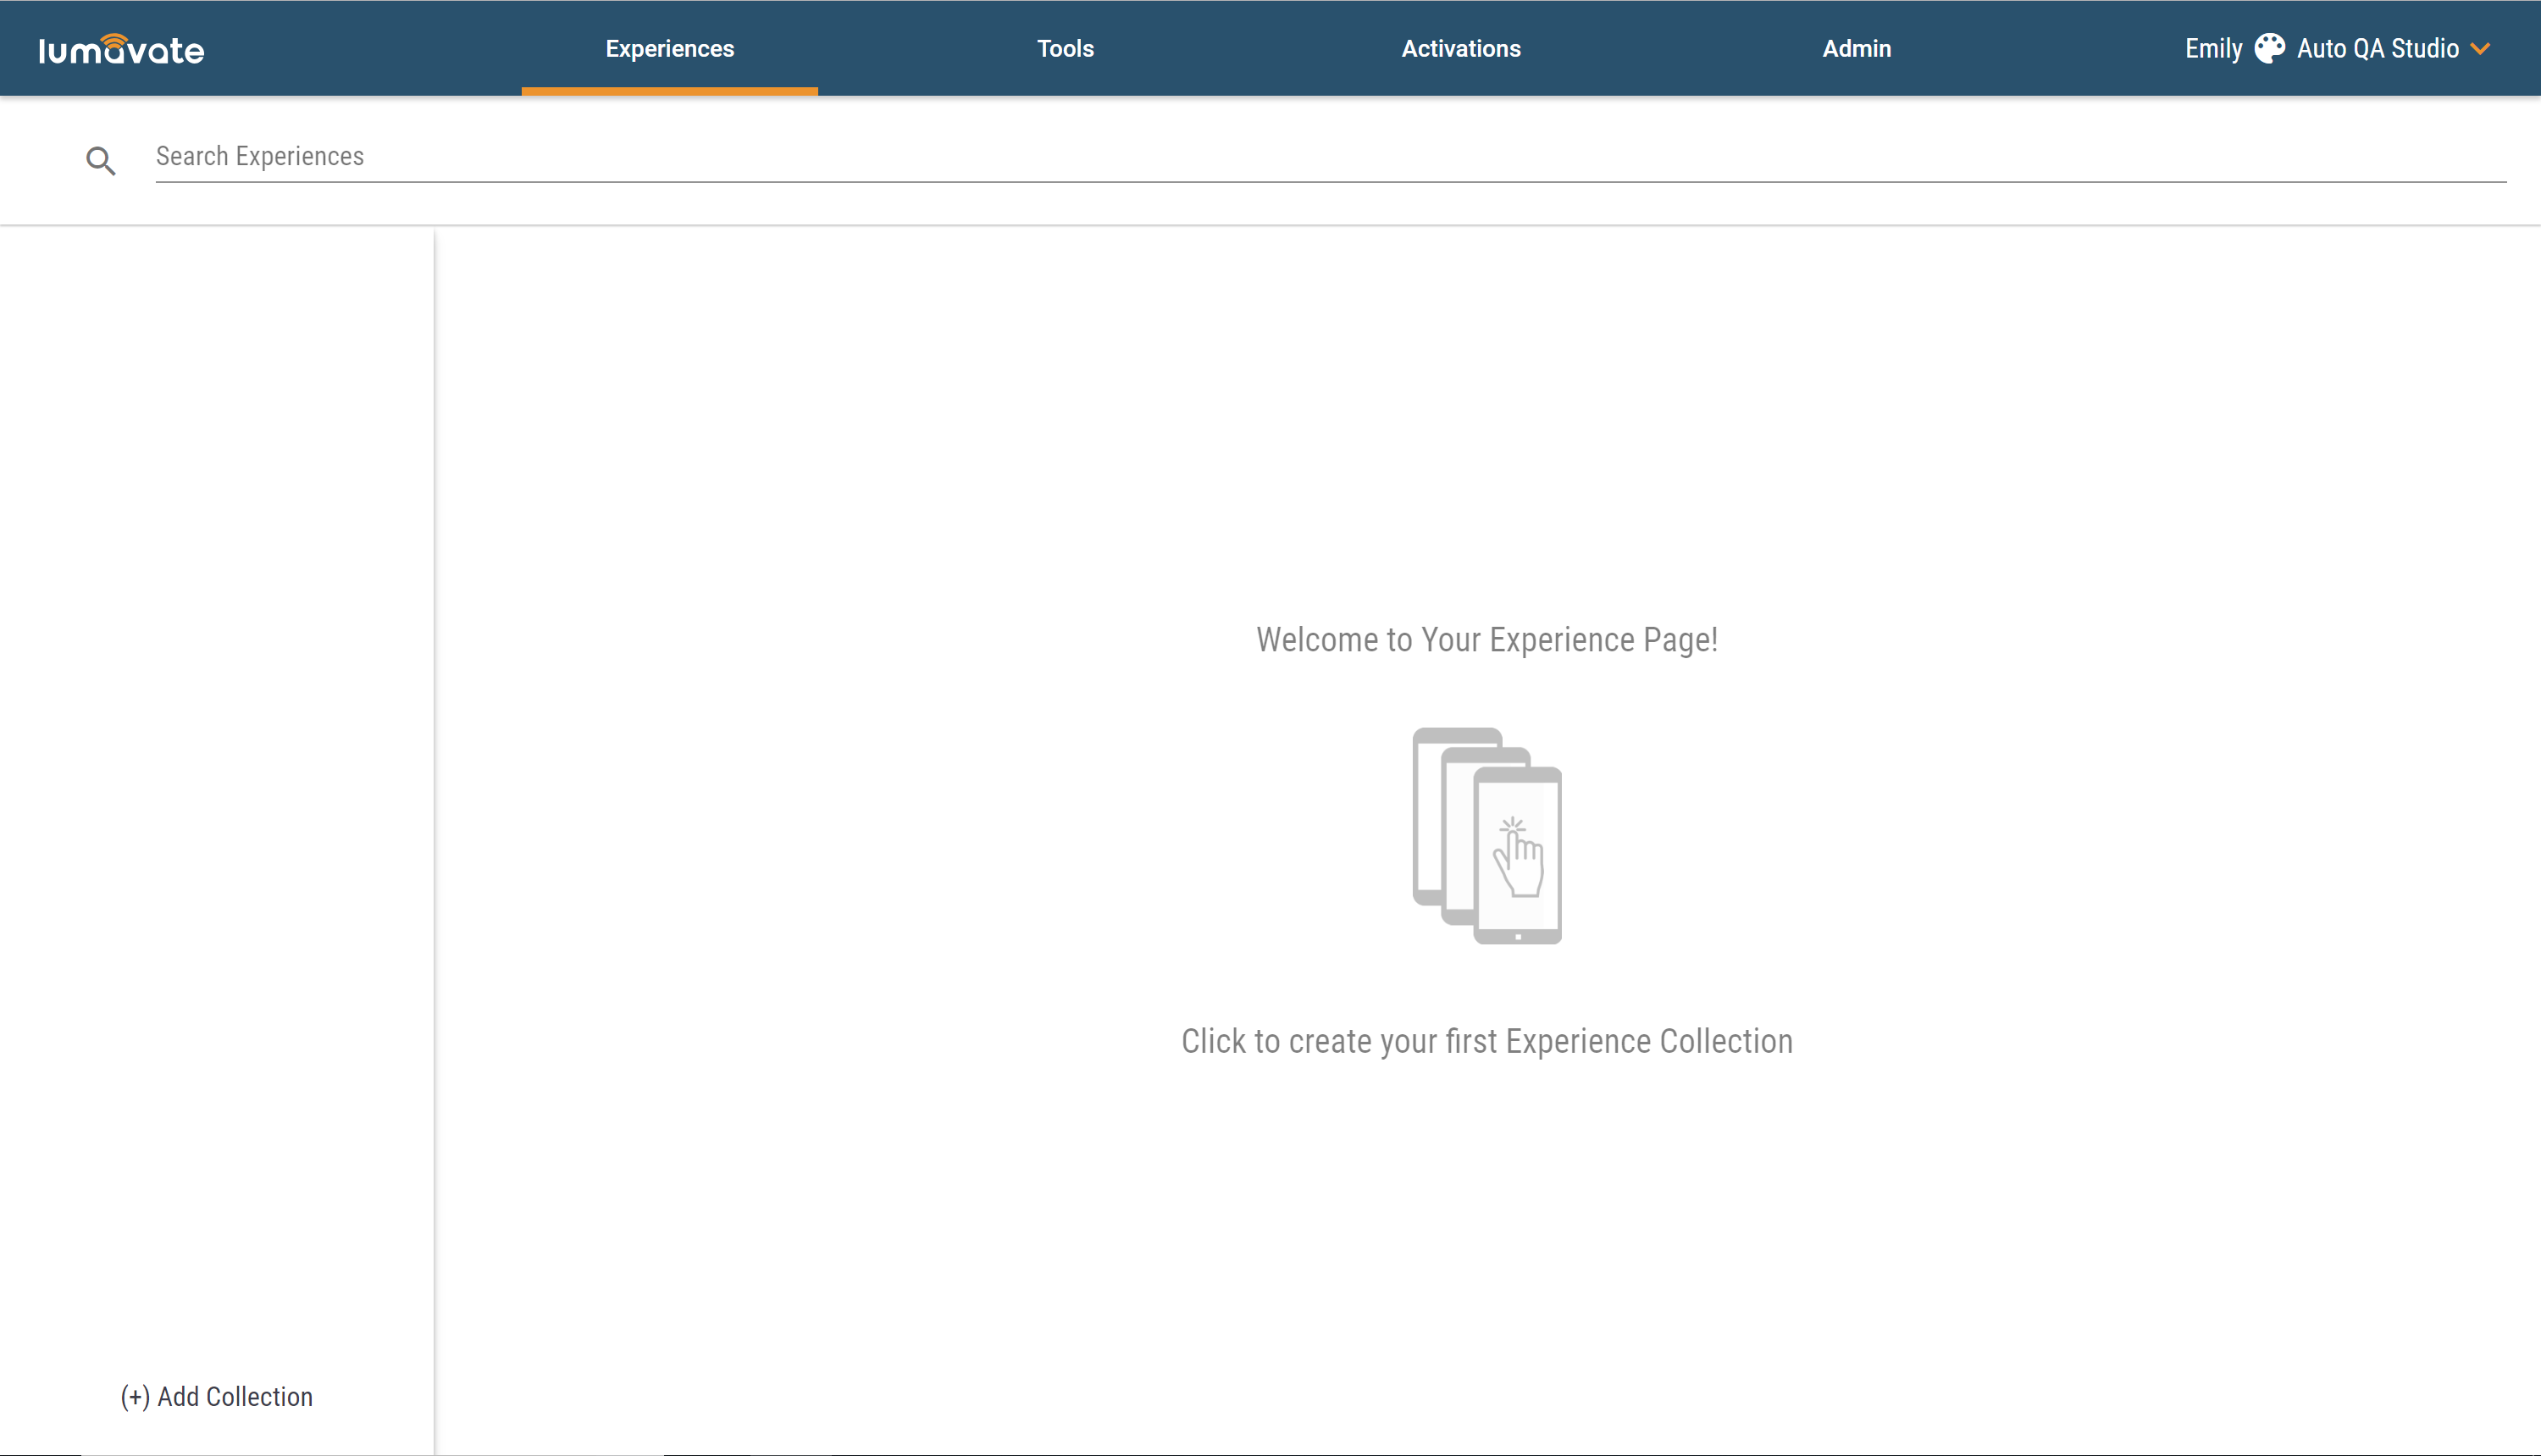 lumavate
Experiences
Tools
Activations
Admin
Emily Auto QA Studio
Search Experiences
Welcome to Your Experience Page!
Click to create your first Experience Collection
(+) Add Collection